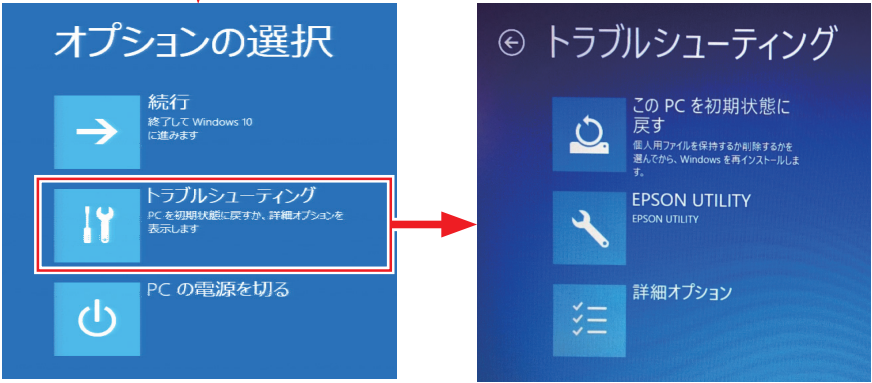 オプションの選択
続行
終了して Windows 10
に進みます
トラブルシューティング
PC を初期状態に戻すか、詳細オプションを
表示します
PC の電源を切る
トラブルシューティング
この PC を初期状態に
戻す
個人用ファイルを保持するか削除するかを
選んでから、Windows を再インストールしま
す。
EPSON UTILITY
EPSON UTILITY
詳細オプション